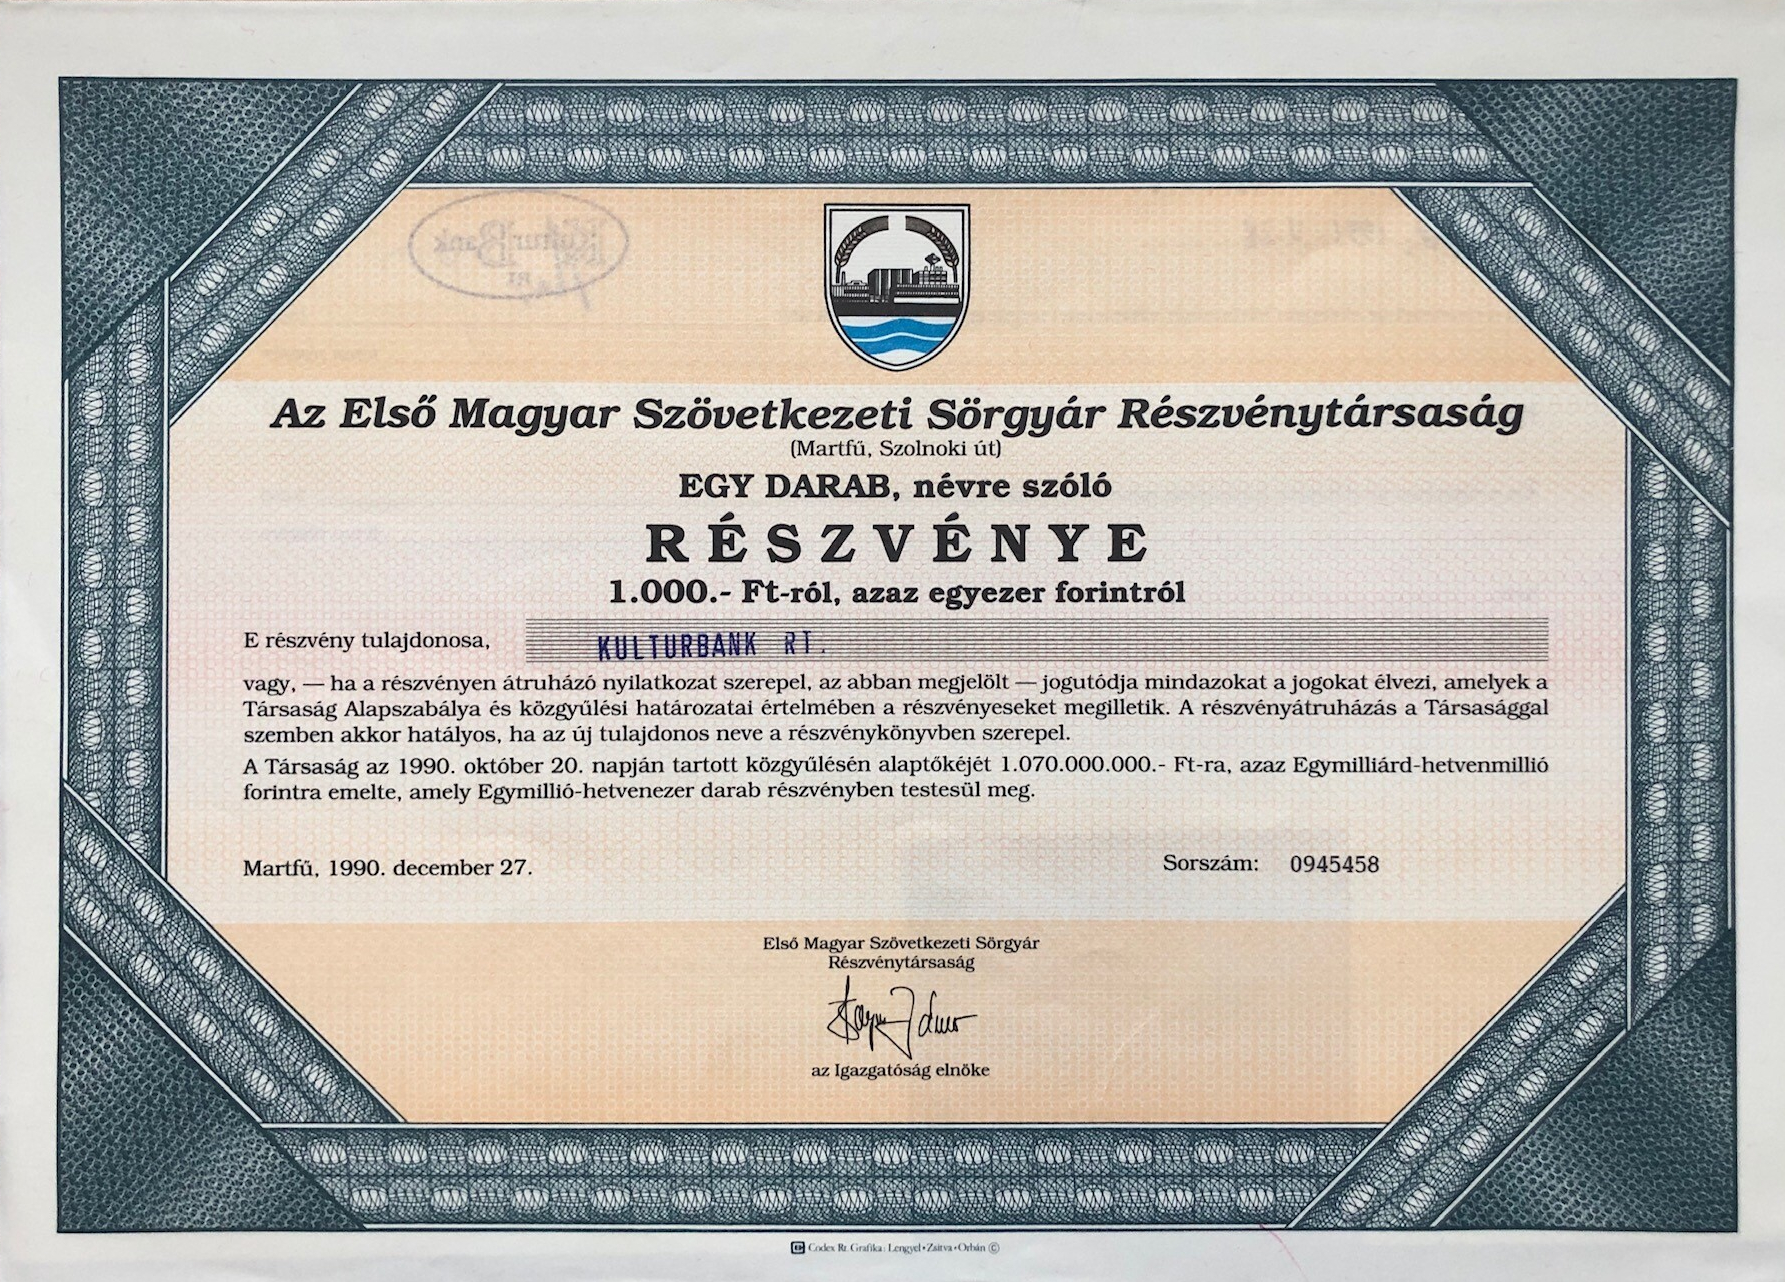 Az Első Magyar Szövetkezeti Sörgyár Részvénytársaság
(Martfű, Szolnoki út)
EGY DARAB, névre szóló
RÉSZVÉNYE
1.000.- Ft-ról, azaz egyezer forintról
E részvény tulajdonosa, KULTURBANK RT.
vagy, — ha a részvényen átruházó nyilatkozat szerepel, az abban megjelölt — jogutódja mindazokat a jogokat élvezi, amelyek a
Társaság Alapszabálya és közgyűlési határozatai értelmében a részvényeseket megilletik. A részvényátruházás a Társasággal
szemben akkor hatályos, ha az új tulajdonos neve a részvénykönyvben szerepel.
A Társaság az 1990. október 20. napján tartott közgyűlésén alaptőkéjét 1.070.000.000.- Ft-ra, azaz Egymilliárd-hetvenmillió
forintra emelte, amely Egymillió-hetvenezer darab részvényben testesül meg.
Martfű, 1990. december 27.
Sorszám: 0945458
Első Magyar Szövetkezeti Sörgyár
Részvénytársaság
az Igazgatóság elnöke
Codex Rt. Grafika: Lengyel • Zsitva • Orbán ©